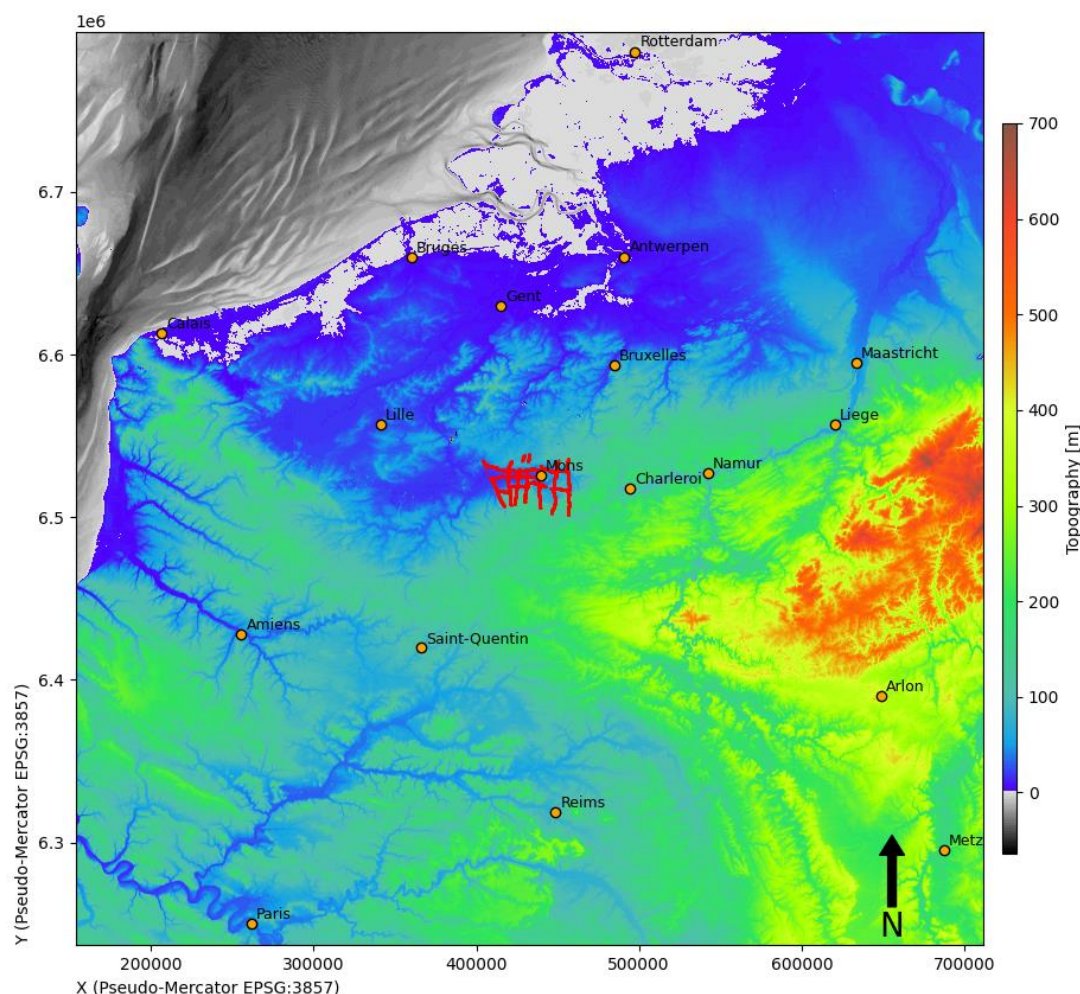 1e6
Rotterdam
700
600
6.7
Bruges
Antwerpen
Gent
Calais
500
6.6
Bruxelles
Maastricht
Lille
Liege
400
Mons
Namur
Charleroi
Topography [m]
6.5
300
200
Amiens
Saint-Quentin
6.4
Arlon
100
0
Reims
6.3
Metz
Y (Pseudo-Mercator EPSG:3857)
Paris
N
200000 300000 400000 500000 600000 700000
X (Pseudo-Mercator EPSG:3857)